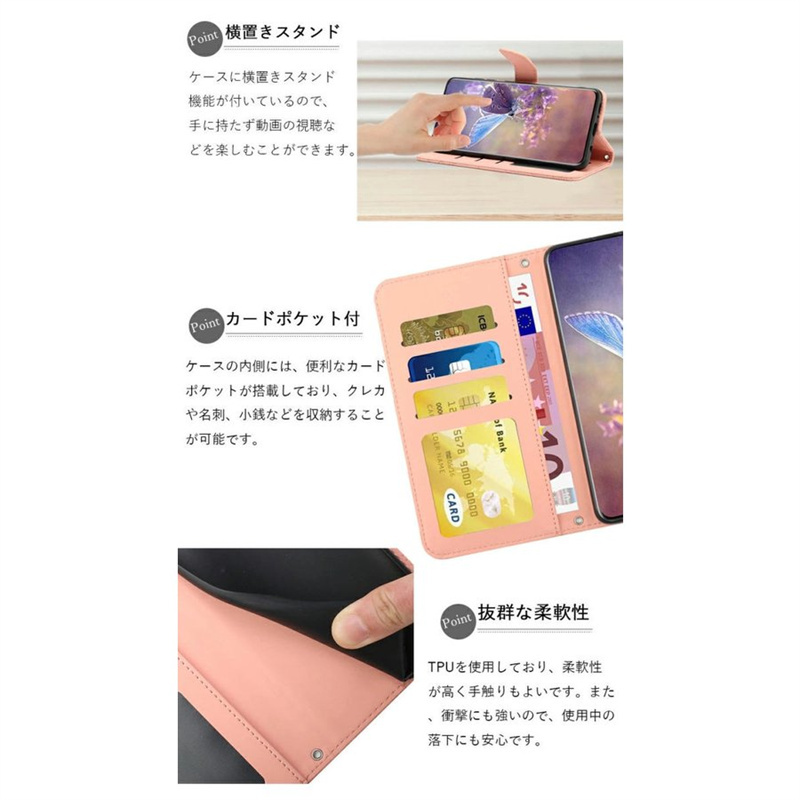 Point 横置きスタンド
ケースに横置きスタンド
機能が付いているので、
手に持たず動画の視聴な
どを楽しむことができます。
Point カードポケット付
ケースの内側には、便利なカード
ポケットが搭載しており、クレカ
や名刺、小銭などを収納すること
が可能です。
ICB
of Bank
5678 9000 0000
CARD
10
Point 抜群な柔軟性
TPUを使用しており、柔軟性
が高く手触りもよいです。また
、衝撃にも強いので、使用中の
落下にも安心です。